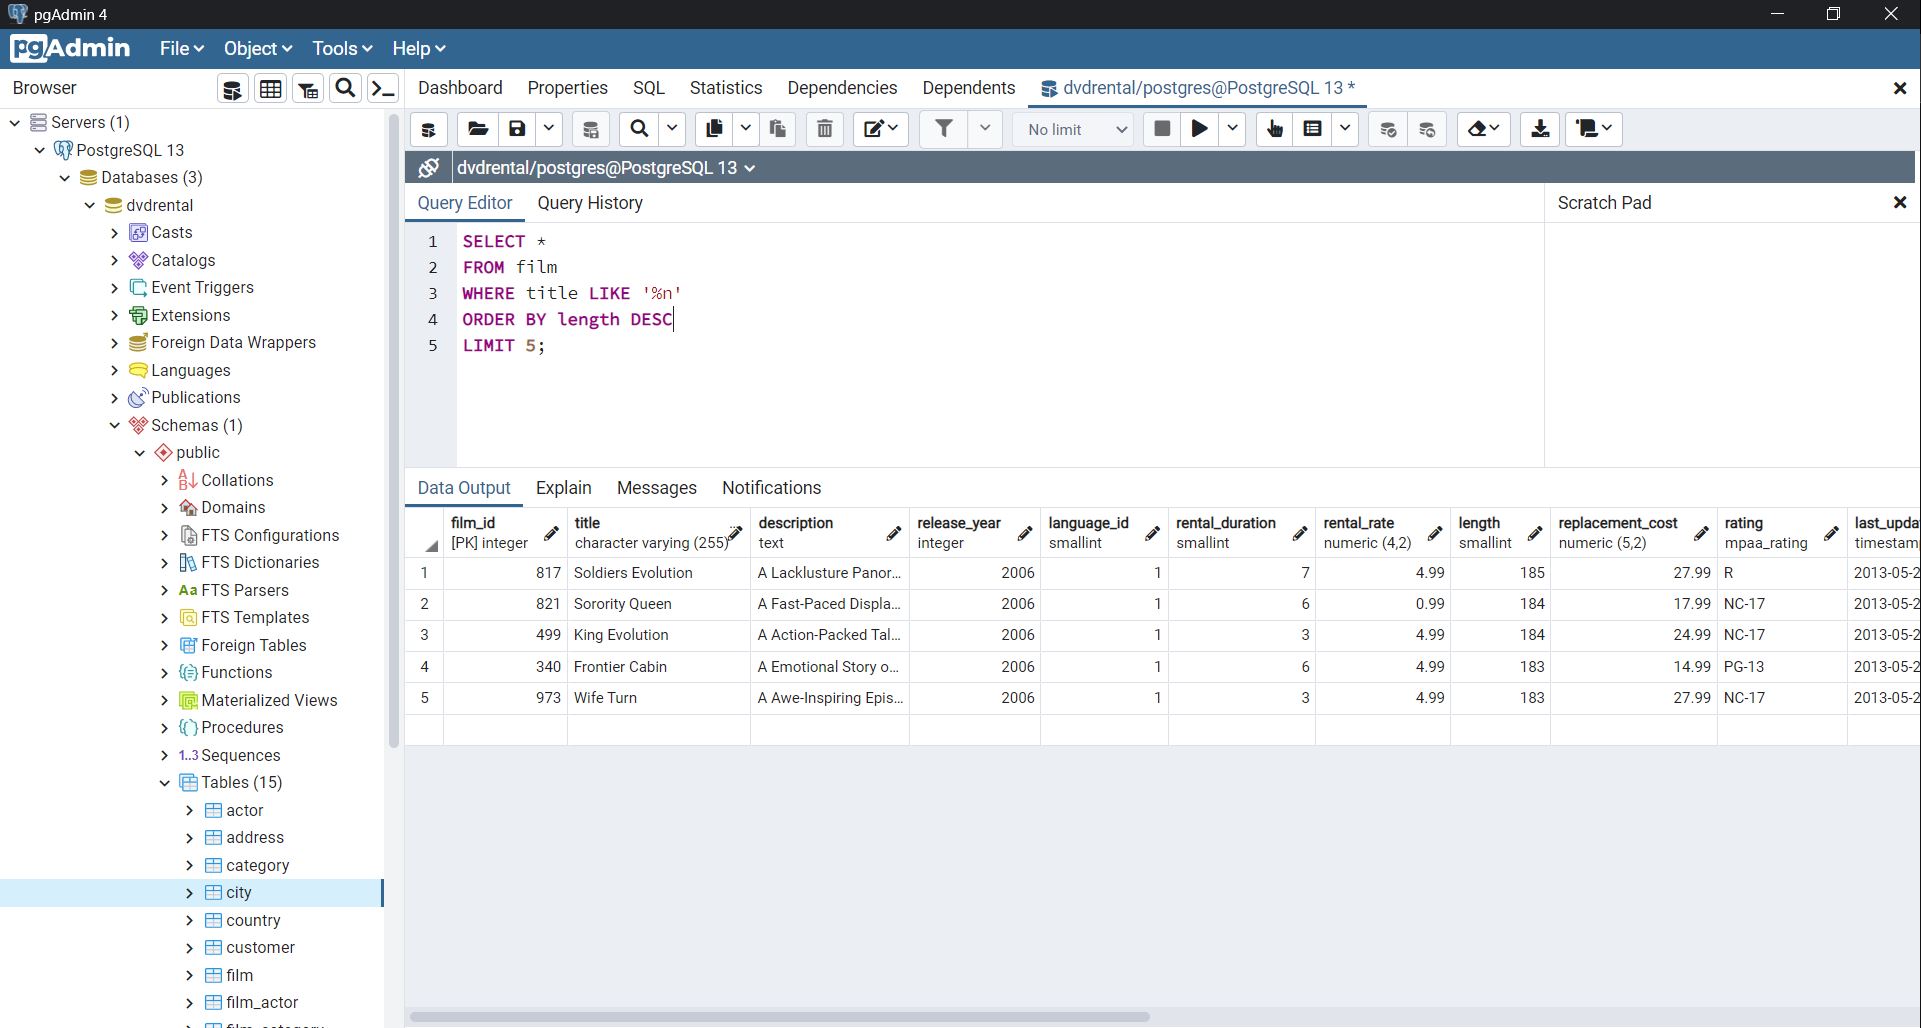 pgAdmin 4
pgAdmin File Object Tools Help
Browser
Dashboard Properties SQL Statistics Dependencies Dependents dvdrental/postgres@PostgreSQL 13 *
No limit
dvdrental/postgres@PostgreSQL 13
Servers (1)
PostgreSQL 13
Databases (3)
dvdrental
Casts
Catalogs
Event Triggers
Extensions
Foreign Data Wrappers
Languages
Publications
Schemas (1)
public
Collations
Domains
FTS Configurations
FTS Dictionaries
Aa FTS Parsers
FTS Templates
Foreign Tables
Functions
Materialized Views
Procedures
1..3 Sequences
Tables (15)
actor
address
category
city
country
customer
film
film_actor
Query Editor Query History
Scratch Pad
1 SELECT *
2 FROM film
3 WHERE title LIKE '%n'
4 ORDER BY length DESC
5 LIMIT 5;
Data Output Explain Messages Notifications
film_id title description release_year language_id rental_duration rental_rate length replacement_cost rating last_upda
[PK] integer character varying (255) text integer smallint smallint numeric (4,2) smallint numeric (5,2) mpaa_rating timestam
1 817 Soldiers Evolution A Lacklusture Panor... 2006 1 7 4.99 185 27.99 R 2013-05-2
2 821 Sorority Queen A Fast-Paced Displa... 2006 1 6 0.99 184 17.99 NC-17 2013-05-2
3 499 King Evolution A Action-Packed Tal... 2006 1 3 4.99 184 24.99 NC-17 2013-05-2
4 340 Frontier Cabin A Emotional Story o... 2006 1 6 4.99 183 14.99 PG-13 2013-05-2
5 973 Wife Turn A Awe-Inspiring Epis... 2006 1 3 4.99 183 27.99 NC-17 2013-05-2